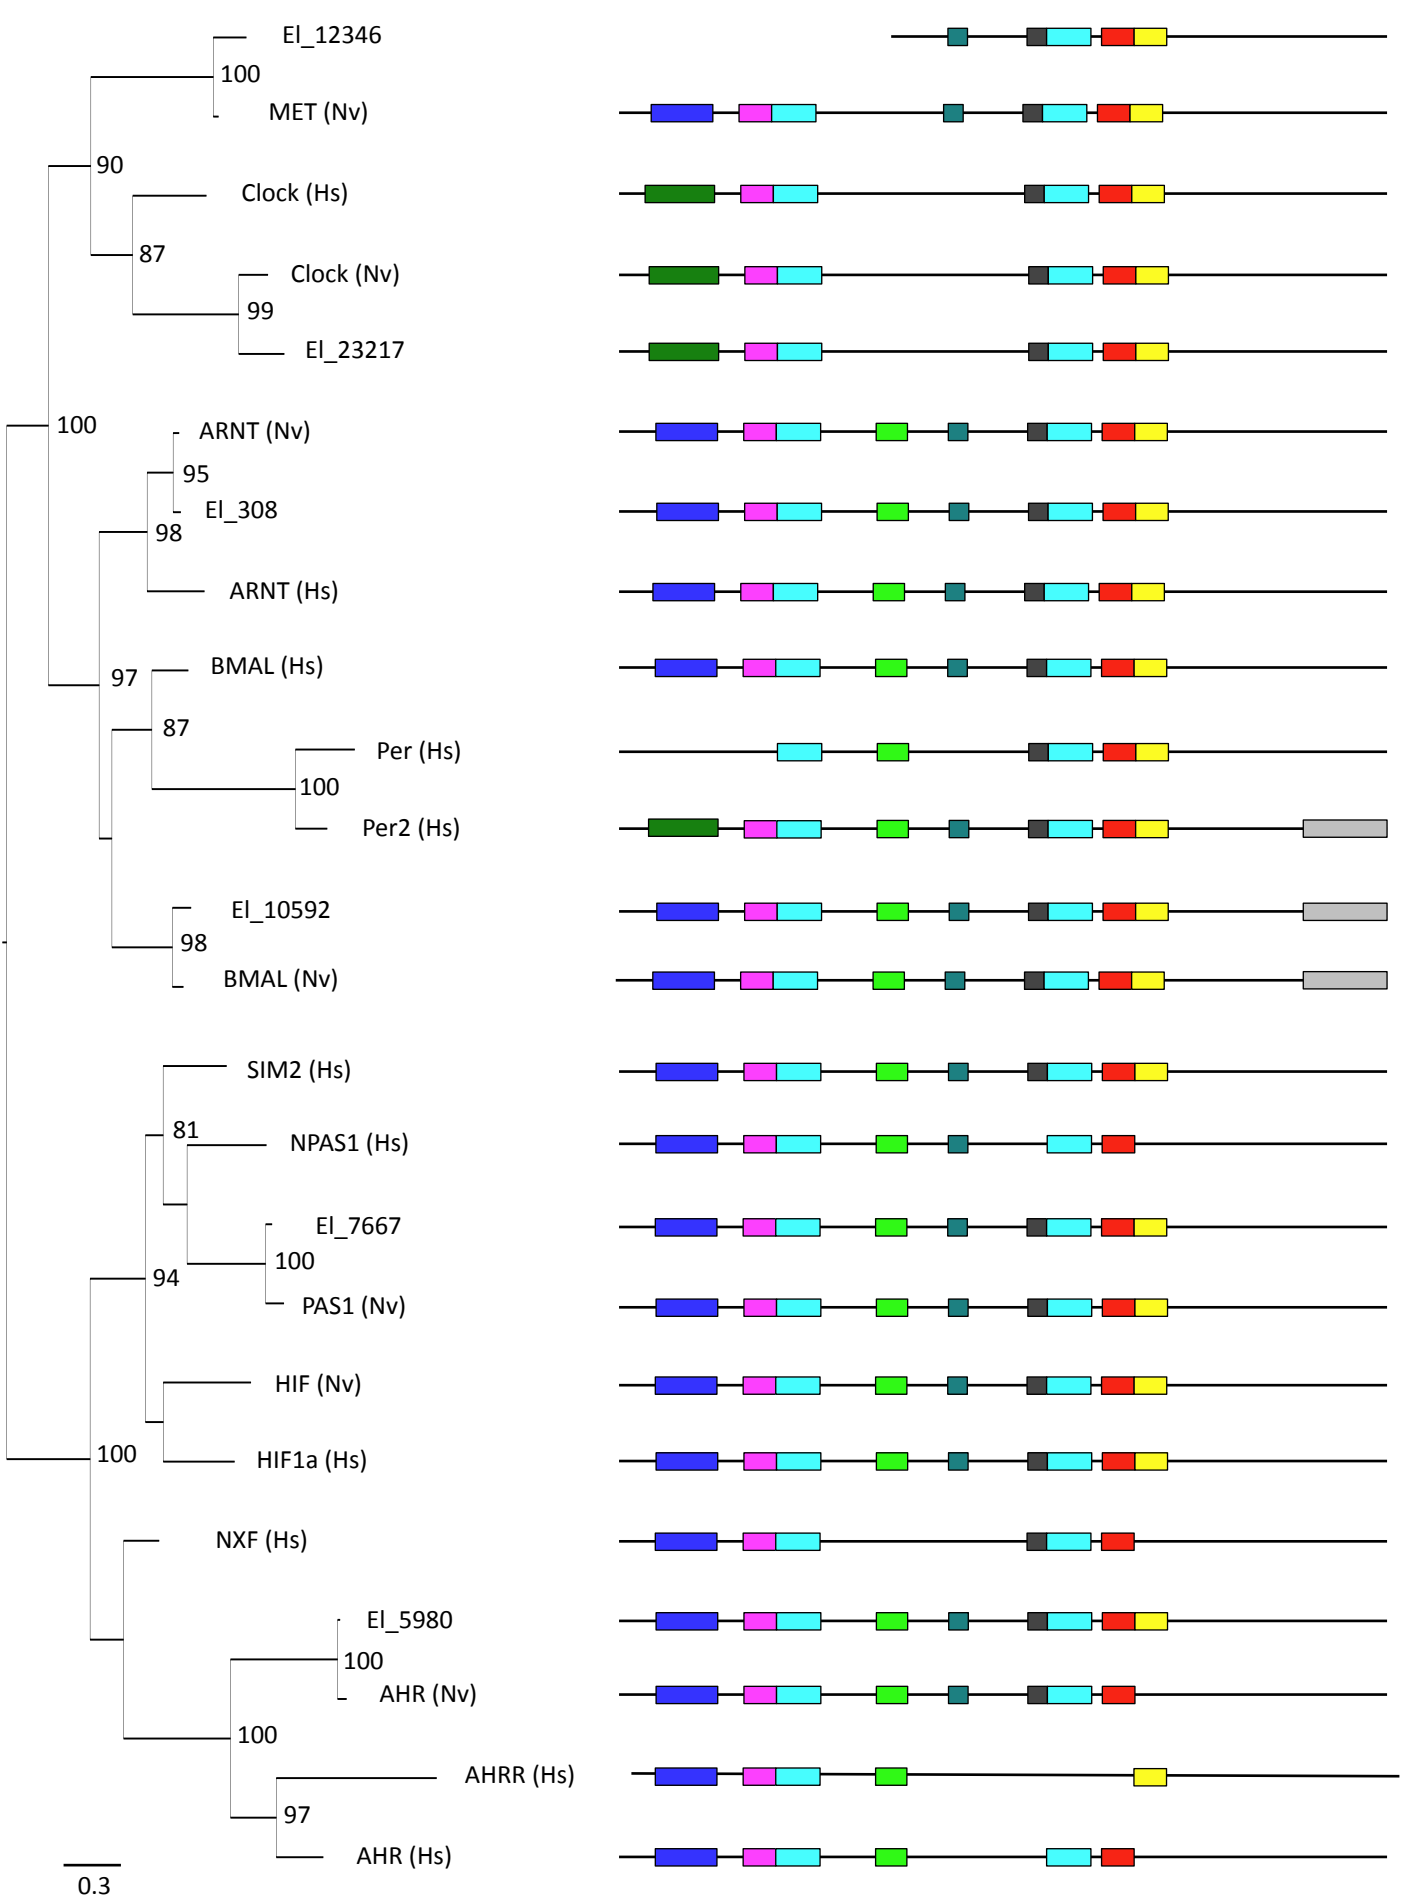 El_12346
100
MET (Nv)
90
Clock (Hs)
87
Clock (Nv)
99
El_23217
100
ARNT (Nv)
95
El_308
98
ARNT (Hs)
BMAL (Hs)
97
87
Per (Hs)
100
Per2 (Hs)
El_10592
98
BMAL (Nv)
SIM2 (Hs)
81
NPAS1 (Hs)
El_7667
100
94
PAS1 (Nv)
HIF (Nv)
100
HIF1a (Hs)
NXF (Hs)
El_5980
100
AHR (Nv)
100
AHRR (Hs)
97
AHR (Hs)
0.3